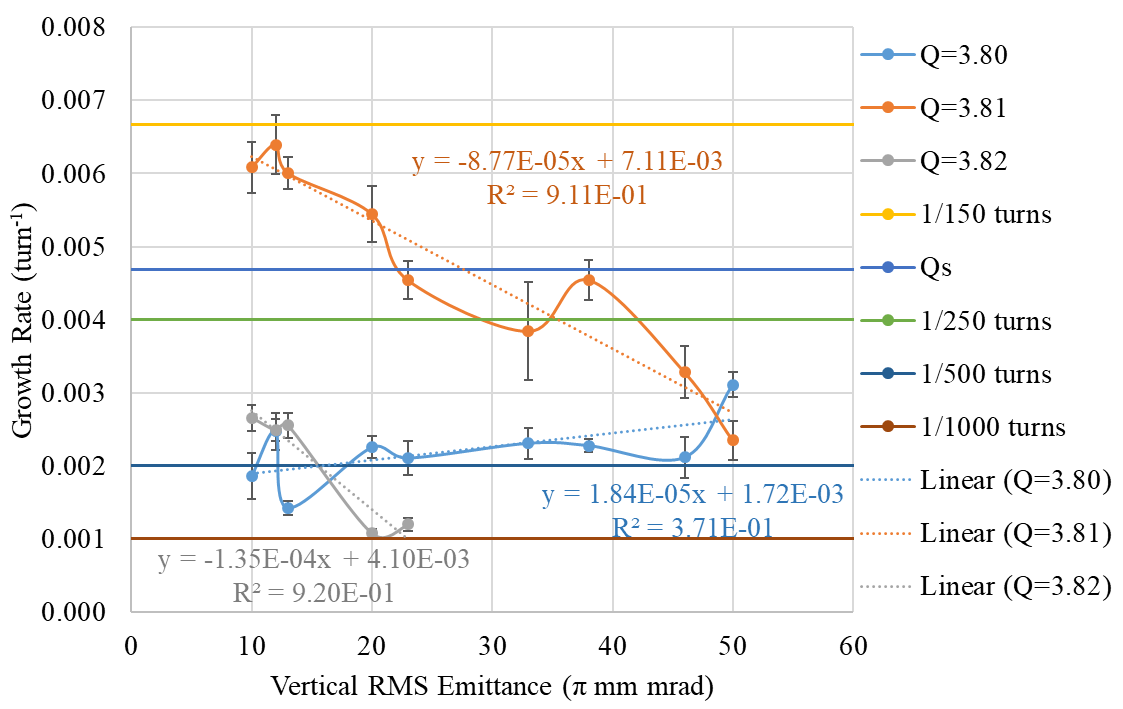 0.008
0.007
0.006
0.005
0.004
0.003
0.002
0.001
0.000
Growth Rate (turn⁻¹)
0 10 20 30 40 50 60
Vertical RMS Emittance (π mm mrad)
y = -8.77E-05x + 7.11E-03
R² = 9.11E-01
y = 1.84E-05x + 1.72E-03
R² = 3.71E-01
y = -1.35E-04x + 4.10E-03
R² = 9.20E-01
Q=3.80
Q=3.81
Q=3.82
1/150 turns
Qs
1/250 turns
1/500 turns
1/1000 turns
Linear (Q=3.80)
Linear (Q=3.81)
Linear (Q=3.82)